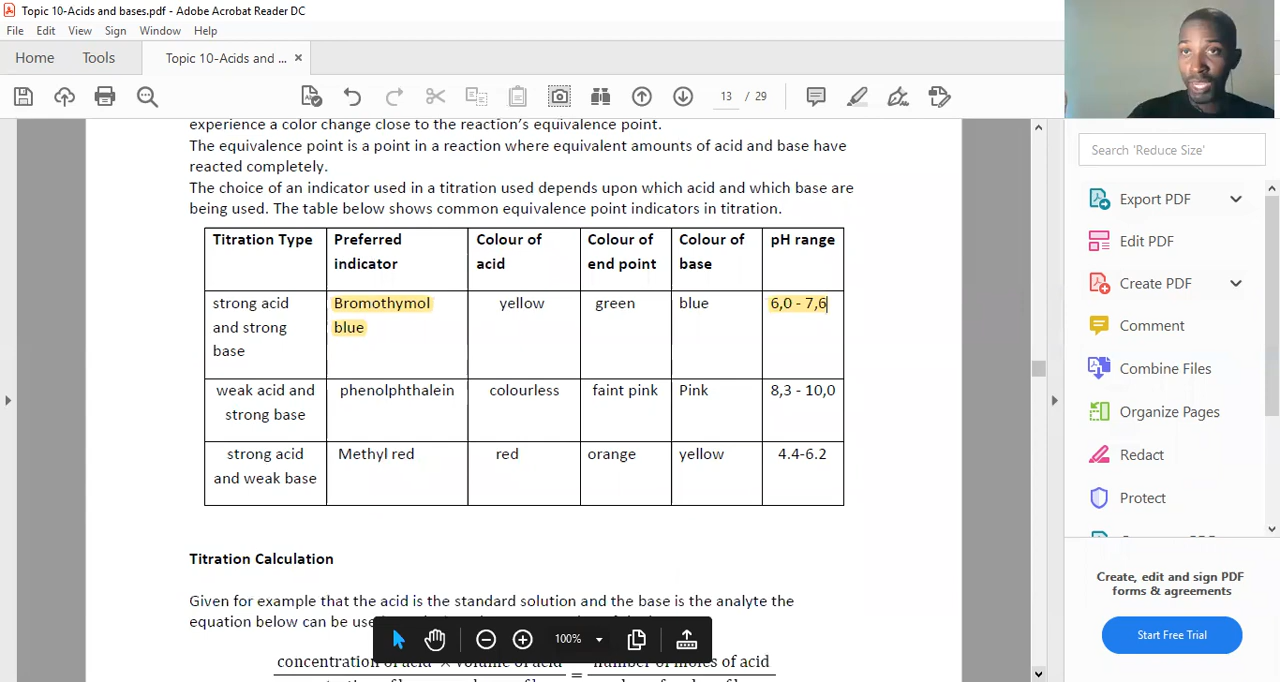 Topic 10-Acids and bases.pdf - Adobe Acrobat Reader DC
File Edit View Sign Window Help
Home Tools Topic 10-Acids and ... ×
13 / 29
experience a color change close to the reaction's equivalence point.
The equivalence point is a point in a reaction where equivalent amounts of acid and base have
reacted completely.
The choice of an indicator used in a titration used depends upon which acid and which base are
being used. The table below shows common equivalence point indicators in titration.
Titration Type Preferred indicator Colour of acid Colour of end point Colour of base pH range
strong acid and strong base Bromothymol blue yellow green blue 6,0 - 7,6
weak acid and strong base phenolphthalein colourless faint pink Pink 8,3 - 10,0
strong acid and weak base Methyl red red orange yellow 4.4-6.2
Titration Calculation
Given for example that the acid is the standard solution and the base is the analyte the
equation below can be use
100%
concentration of acid × volume of acid = number of moles of acid
Search 'Reduce Size'
Export PDF
Edit PDF
Create PDF
Comment
Combine Files
Organize Pages
Redact
Protect
Create, edit and sign PDF
forms & agreements
Start Free Trial